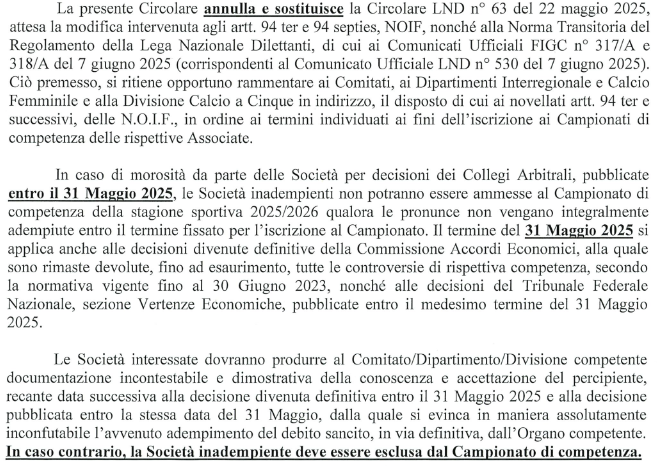 La presente Circolare annulla e sostituisce la Circolare LND n° 63 del 22 maggio 2025,
attesa la modifica intervenuta agli artt. 94 ter e 94 septies, NOIF, nonché alla Norma Transitoria del
Regolamento della Lega Nazionale Dilettanti, di cui ai Comunicati Ufficiali FIGC n° 317/A e
318/A del 7 giugno 2025 (corrispondenti al Comunicato Ufficiale LND n° 530 del 7 giugno 2025).
Ciò premesso, si ritiene opportuno rammentare ai Comitati, ai Dipartimenti Interregionale e Calcio
Femminile e alla Divisione Calcio a Cinque in indirizzo, il disposto di cui ai novellati artt. 94 ter e
successivi, delle N.O.I.F., in ordine ai termini individuati ai fini dell'iscrizione ai Campionati di
competenza delle rispettive Associate.
In caso di morosità da parte delle Società per decisioni dei Collegi Arbitrali, pubblicate
entro il 31 Maggio 2025, le Società inadempienti non potranno essere ammesse al Campionato di
competenza della stagione sportiva 2025/2026 qualora le pronunce non vengano integralmente
adempiute entro il termine fissato per l'iscrizione al Campionato. Il termine del 31 Maggio 2025 si
applica anche alle decisioni divenute definitive della Commissione Accordi Economici, alla quale
sono rimaste devolute, fino ad esaurimento, tutte le controversie di rispettiva competenza, secondo
la normativa vigente fino al 30 Giugno 2023, nonché alle decisioni del Tribunale Federale
Nazionale, sezione Vertenze Economiche, pubblicate entro il medesimo termine del 31 Maggio
2025.
Le Società interessate dovranno produrre al Comitato/Dipartimento/Divisione competente
documentazione incontestabile e dimostrativa della conoscenza e accettazione del percipiente,
recante data successiva alla decisione divenuta definitiva entro il 31 Maggio 2025 e alla decisione
pubblicata entro la stessa data del 31 Maggio, dalla quale si evinca in maniera assolutamente
inconfutabile l'avvenuto adempimento del debito sancito, in via definitiva, dall'Organo competente.
In caso contrario, la Società inadempiente deve essere esclusa dal Campionato di competenza.